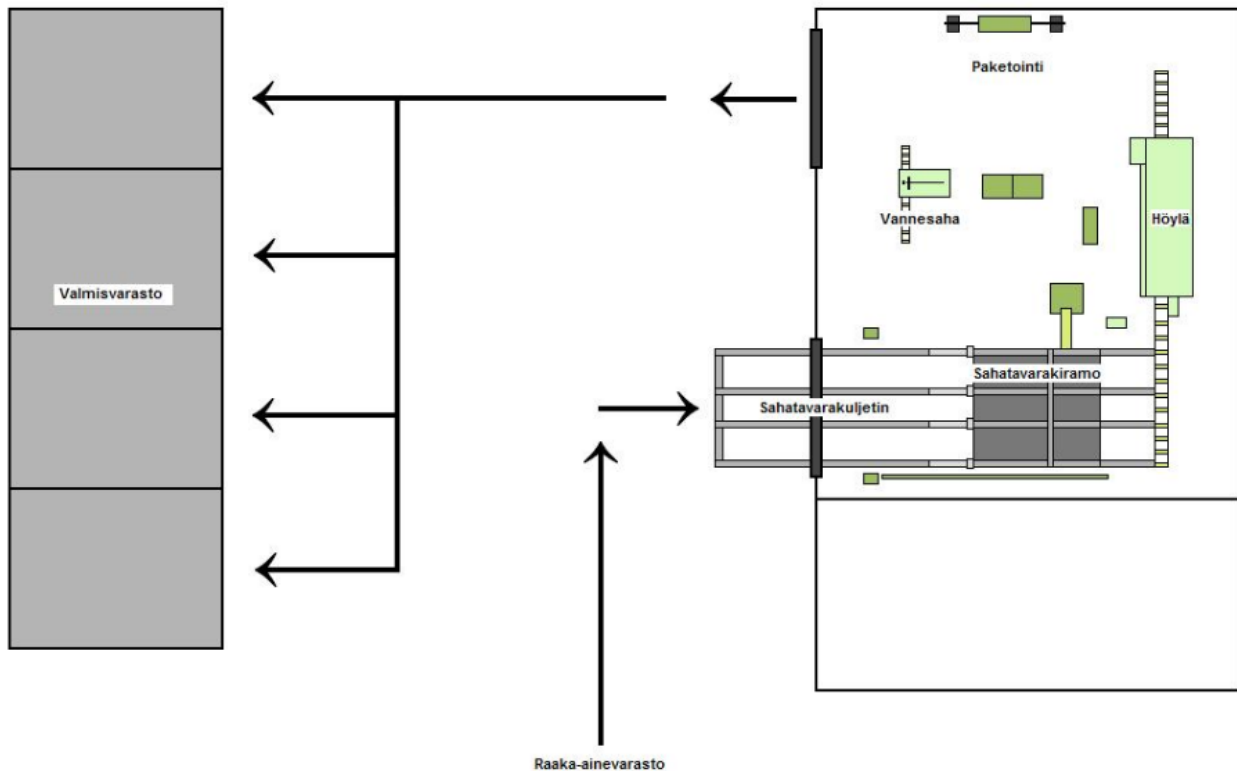 Paketointi
Vannesaha
Höylä
Valmisvarasto
Sahatavarakiramo
Sahatavarakuljetin
Raaka-ainevarasto